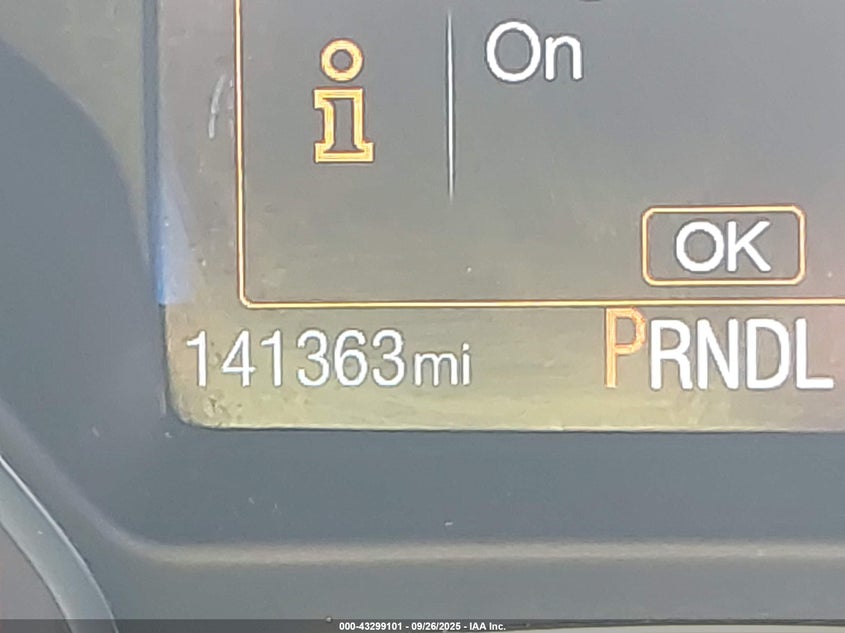 On
i
OK
141363mi
PRNDL
000-43299101 - 09/26/2025 - IAA Inc.